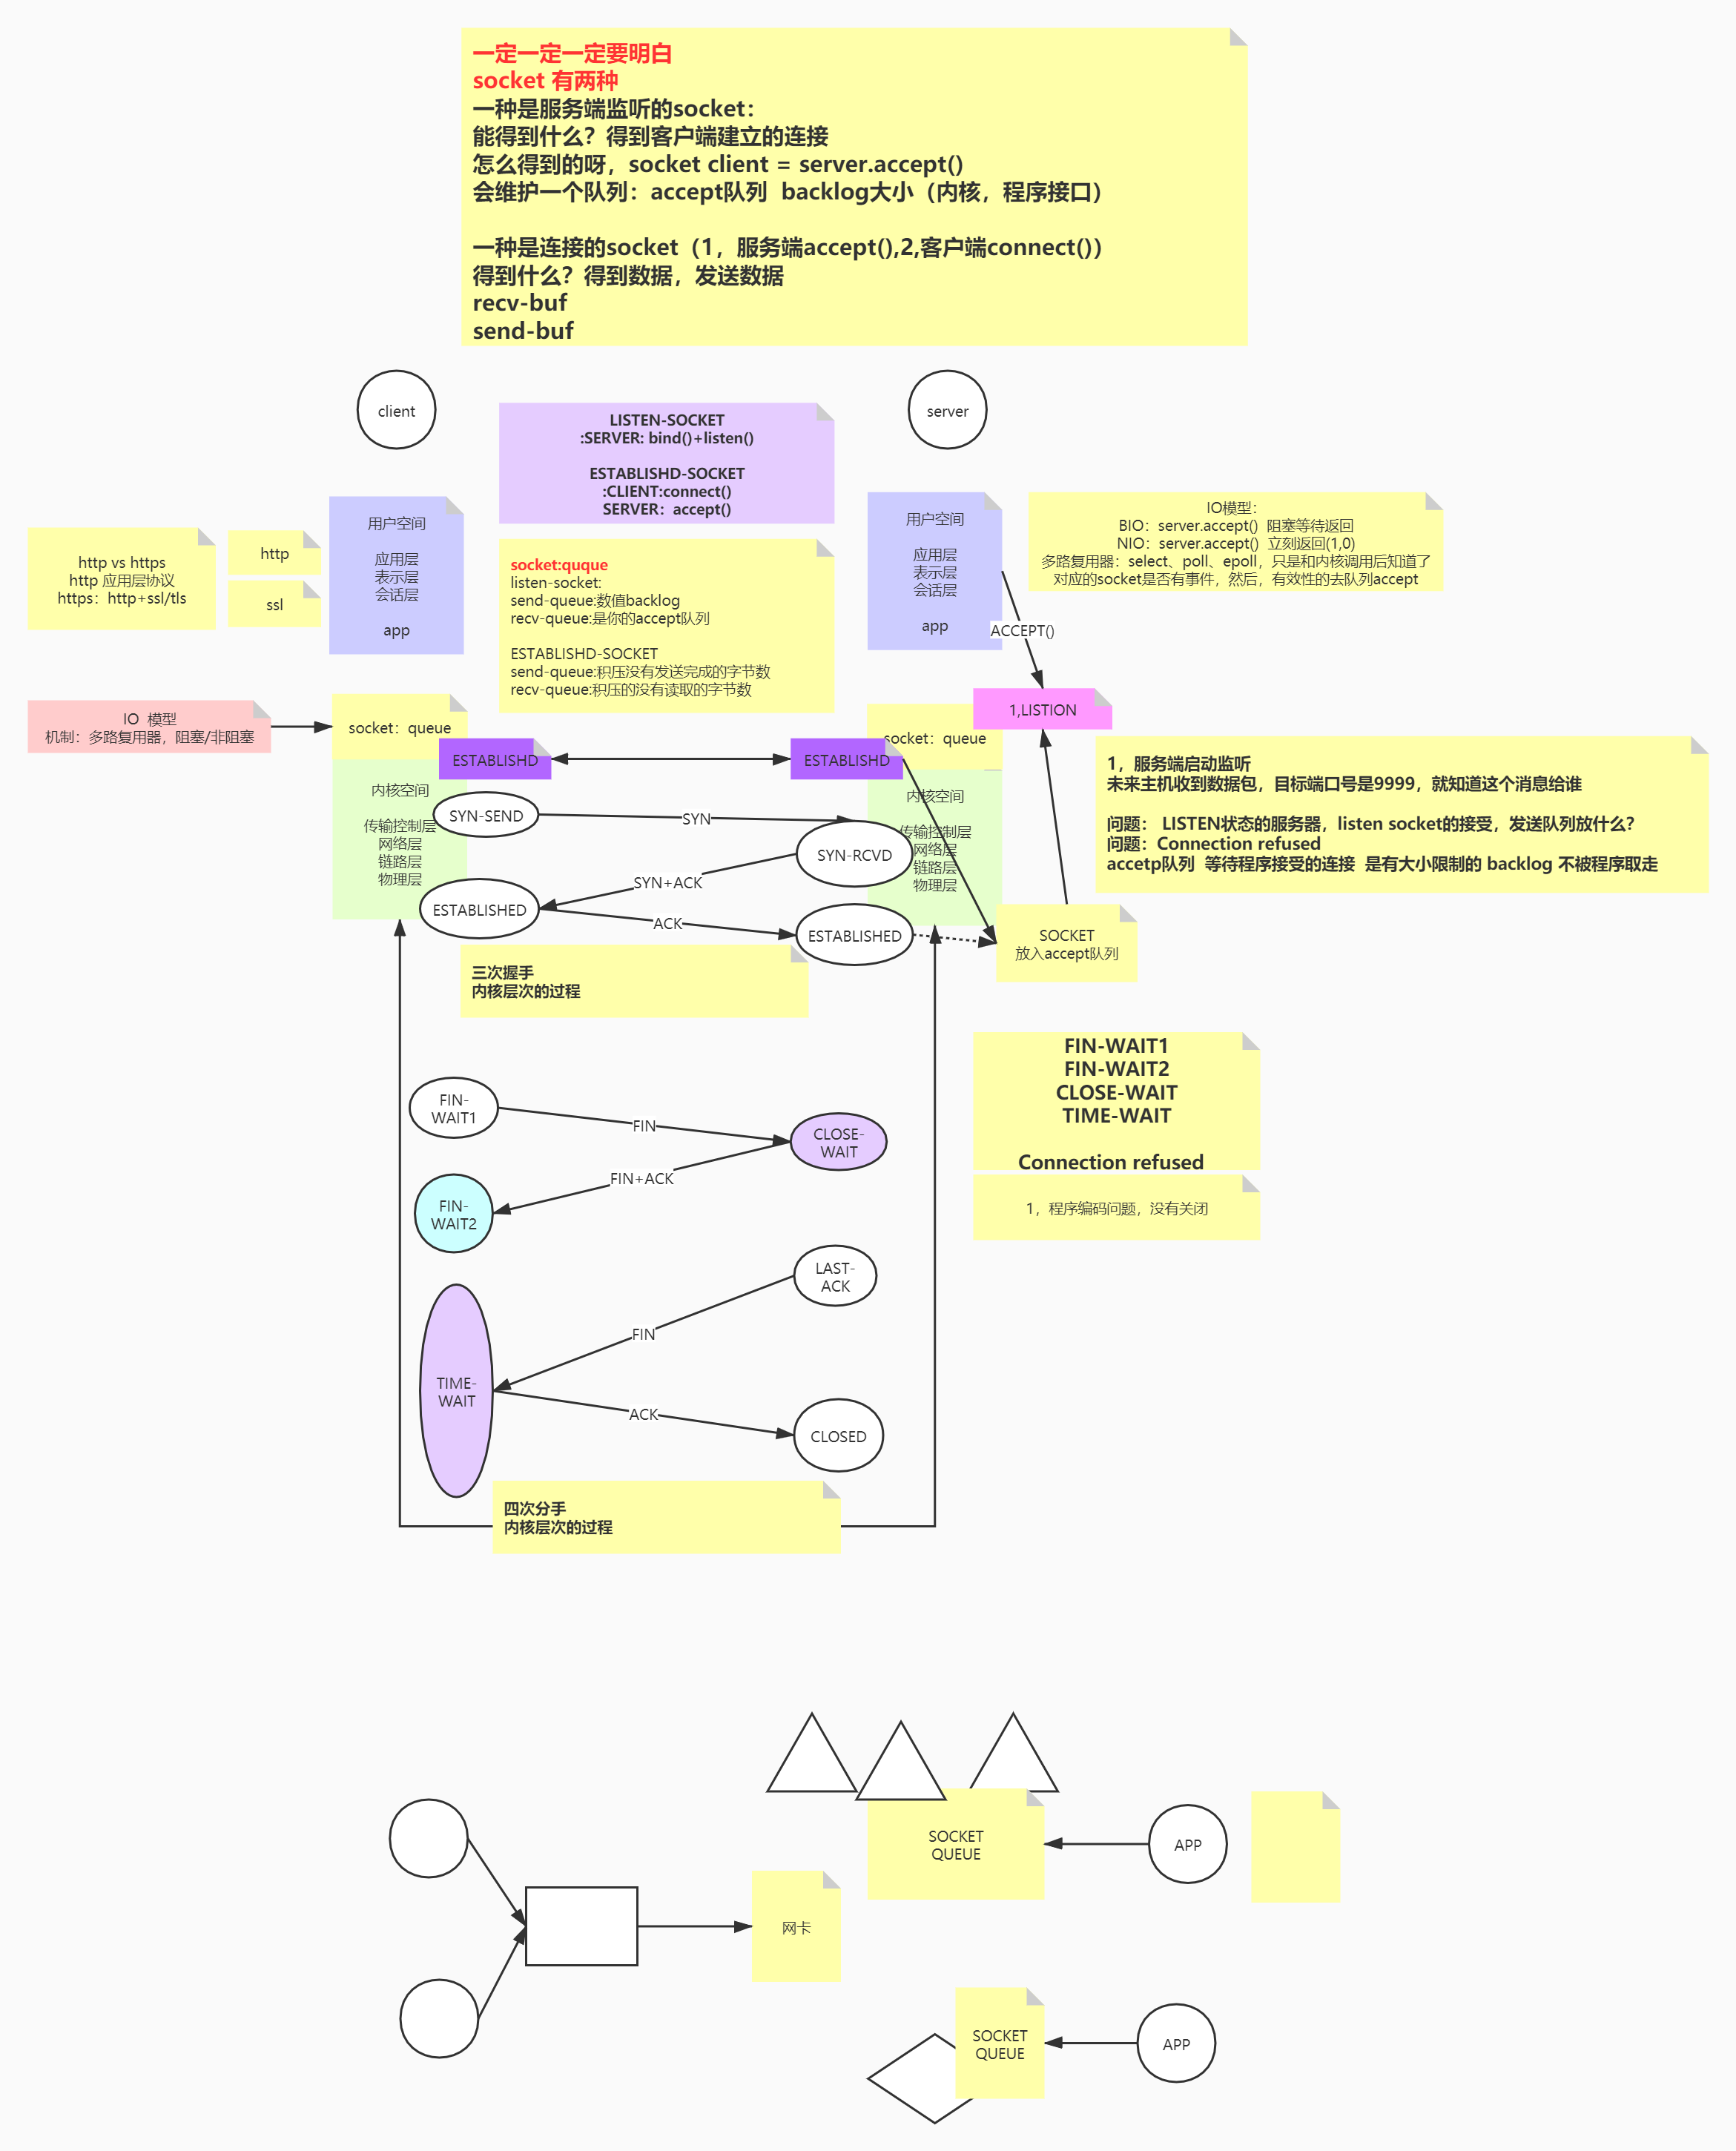 一定一定一定要明白
socket 有两种
一种是服务端监听的socket：
能得到什么？得到客户端建立的连接
怎么得到的呀，socket client = server.accept()
会维护一个队列：accept队列  backlog大小（内核，程序接口）
一种是连接的socket（1，服务端accept(),2,客户端connect()）
得到什么？得到数据，发送数据
recv-buf
send-buf
client
server
LISTEN-SOCKET
:SERVER: bind()+listen()
ESTABLISHD-SOCKET
:CLIENT:connect()
SERVER：accept()
http vs https
http 应用层协议
https：http+ssl/tls
http
ssl
用户空间
应用层
表示层
会话层
app
socket:quque
listen-socket:
send-queue:数值backlog
recv-queue:是你的accept队列
ESTABLISHD-SOCKET
send-queue:积压没有发送完成的字节数
recv-queue:积压的没有读取的字节数
用户空间
应用层
表示层
会话层
app
IO模型：
BIO：server.accept()  阻塞等待返回
NIO：server.accept()  立刻返回(1,0)
多路复用器：select、poll、epoll，只是和内核调用后知道了
对应的socket是否有事件，然后，有效性的去队列accept
ACCEPT()
1,LISTION
IO  模型
机制：多路复用器，阻塞/非阻塞
socket：queue
socket：queue
ESTABLISHD
ESTABLISHD
内核空间
传输控制层
网络层
链路层
物理层
内核空间
传输控制层
网络层
链路层
物理层
SYN-SEND
SYN
SYN-RCVD
SYN+ACK
ESTABLISHED
ACK
ESTABLISHED
1，服务端启动监听
未来主机收到数据包，目标端口号是9999，就知道这个消息给谁
问题： LISTEN状态的服务器，listen socket的接受，发送队列放什么？
问题：Connection refused
accetp队列  等待程序接受的连接  是有大小限制的 backlog 不被程序取走
SOCKET
放入accept队列
三次握手
内核层次的过程
FIN-WAIT1
FIN-WAIT2
CLOSE-WAIT
TIME-WAIT
Connection refused
1，程序编码问题，没有关闭
FIN-
WAIT1
FIN
CLOSE-
WAIT
FIN+ACK
FIN-
WAIT2
LAST-
ACK
FIN
TIME-
WAIT
ACK
CLOSED
四次分手
内核层次的过程
SOCKET
QUEUE
APP
网卡
SOCKET
QUEUE
APP